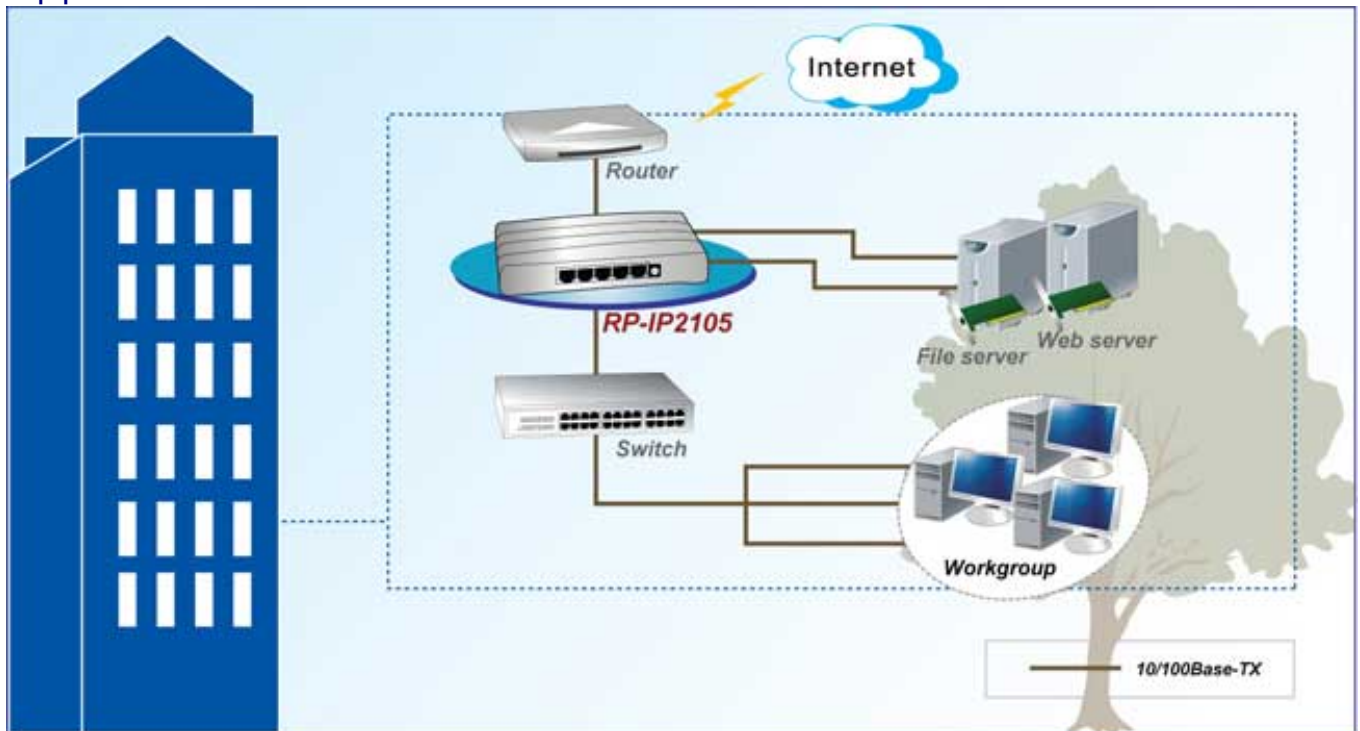 Internet
Router
RP-IP2105
File server
Web server
Switch
Workgroup
10/100Base-TX